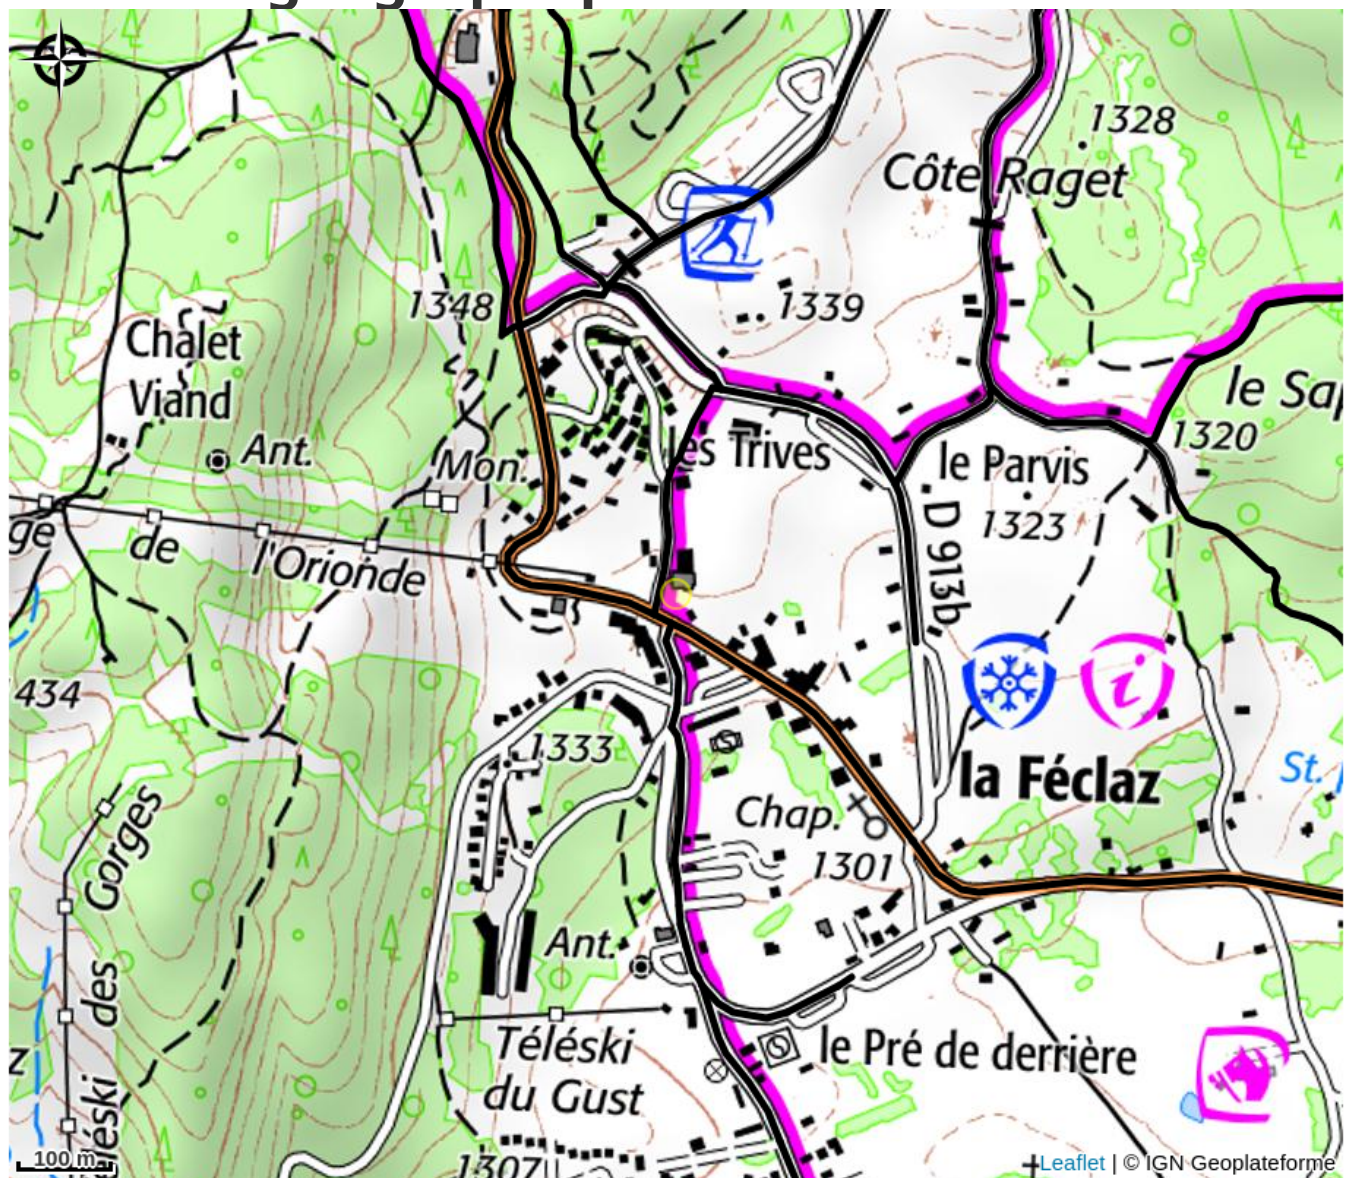 1328
Côte Raget
1348
1339
Chalet
Viand
le Sap
Ant.
Mon.
les Trives
1320
le Parvis
1323
D 913b
ge de l'Orionde
434
1333
la Féclaz
St.
Gorges
Chap.
1301
Ant.
des
Téléski
du Gust
le Pré de derrière
z
éléski
1307
100 m
Leaflet | © IGN Geoplateforme